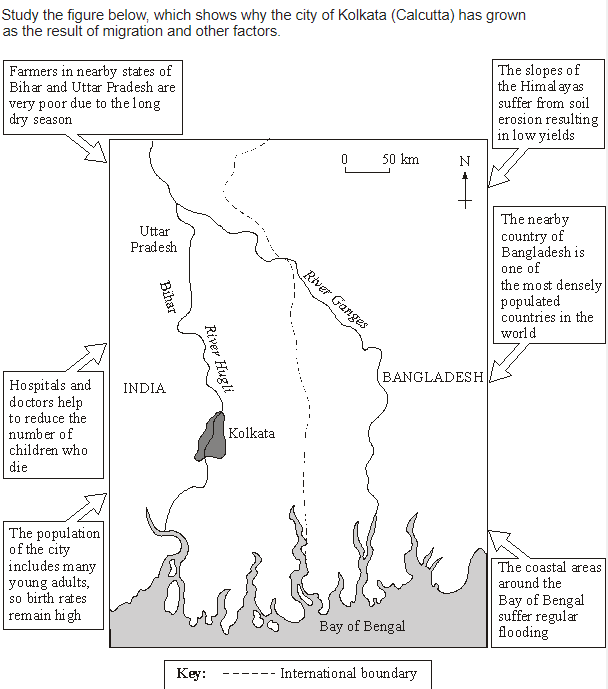 Study the figure below, which shows why the city of Kolkata (Calcutta) has grown
as the result of migration and other factors.
Farmers in nearby states of
Bihar and Uttar Pradesh are
very poor due to the long
dry season
The slopes of
the Himalayas
suffer from soil
erosion resulting
in low yields
0 50 km
N
Uttar
Pradesh
Bihar
River Ganges
River Hugli
The nearby
country of
Bangladesh is
one of
the most densely
populated
countries in the
world
BANGLADESH
INDIA
Kolkata
Hospitals and
doctors help
to reduce the
number of
children who
die
The population
of the city
includes many
young adults,
so birth rates
remain high
The coastal areas
around the
Bay of Bengal
suffer regular
flooding
Bay of Bengal
Key: International boundary